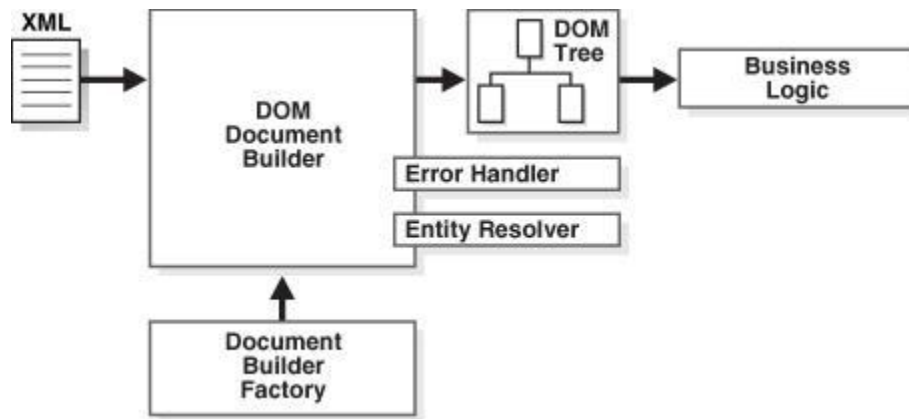 XML
DOM
Document
Builder
DOM
Tree
Business
Logic
Error Handler
Entity Resolver
Document
Builder
Factory